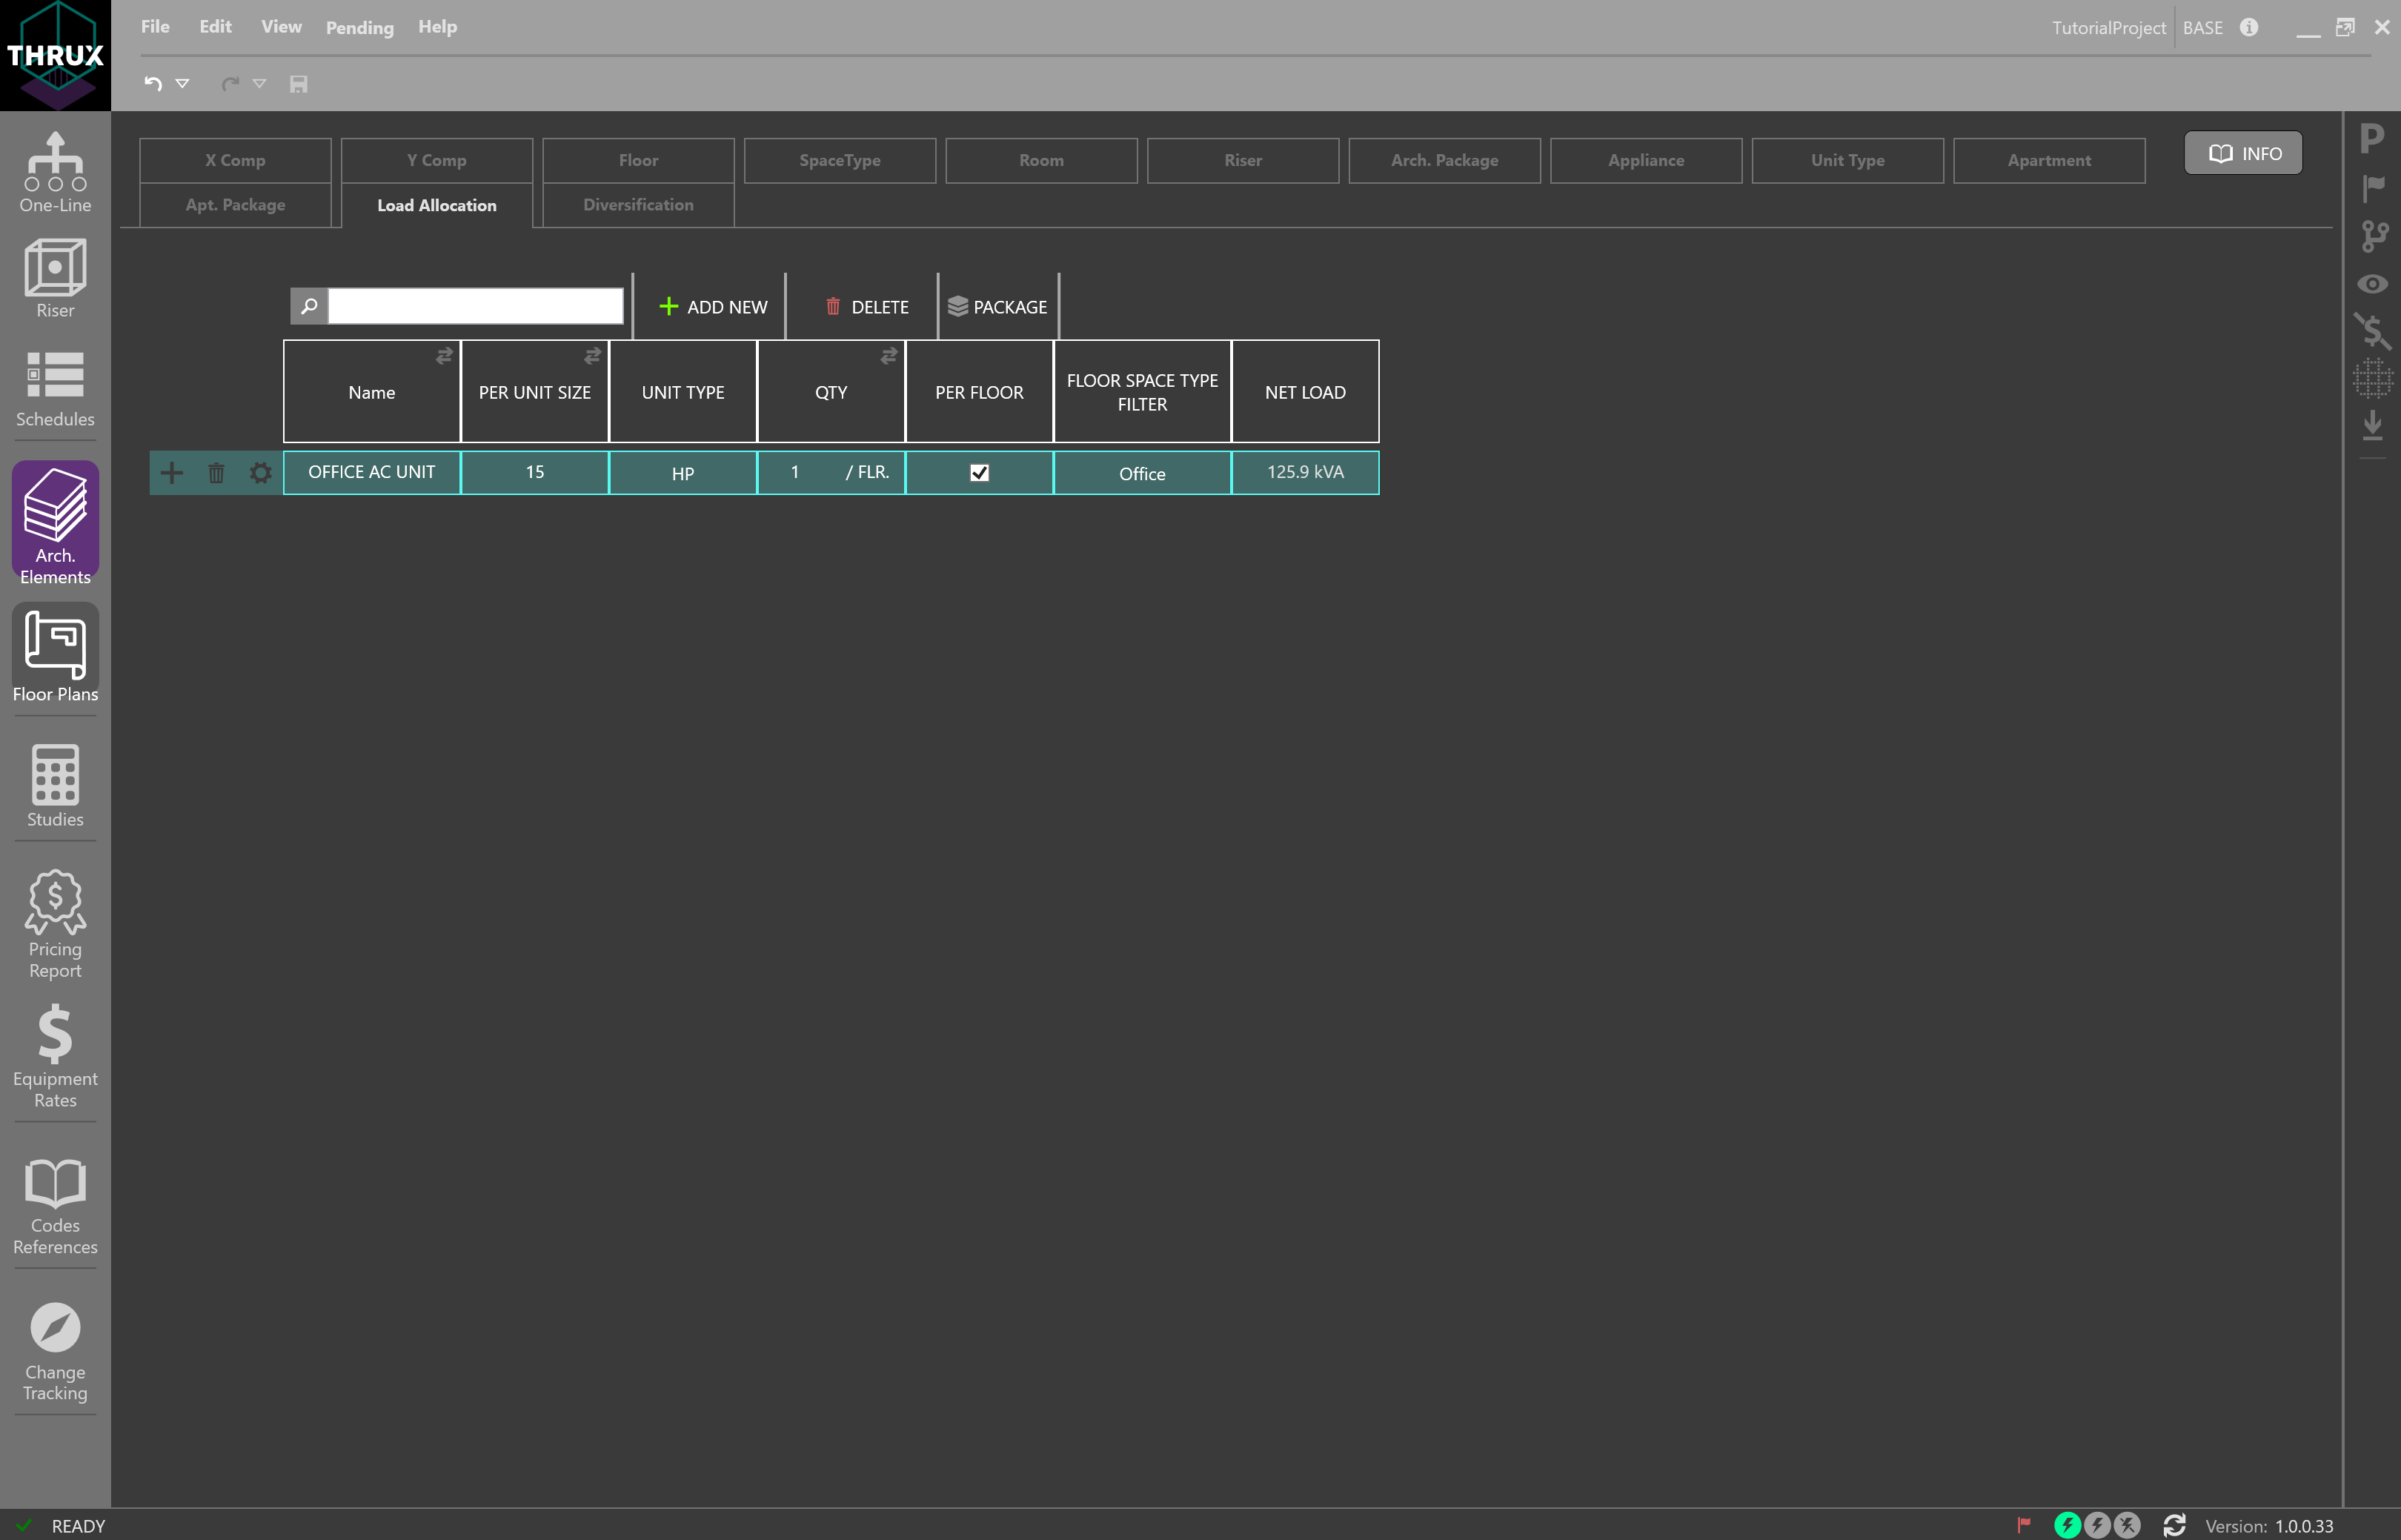 THRUX
File Edit View Pending Help
TutorialProject BASE
X Comp Y Comp Floor SpaceType Room Riser Arch. Package Appliance Unit Type Apartment
INFO
Apt. Package Load Allocation Diversification
ADD NEW DELETE PACKAGE
Name PER UNIT SIZE UNIT TYPE QTY PER FLOOR FLOOR SPACE TYPE
FILTER NET LOAD
OFFICE AC UNIT 15 HP 1 / FLR. Office 125.9 kVA
One-Line
Riser
Schedules
Arch.
Elements
Floor Plans
Studies
Pricing
Report
Equipment
Rates
Codes
References
Change
Tracking
P
READY
Version: 1.0.0.33